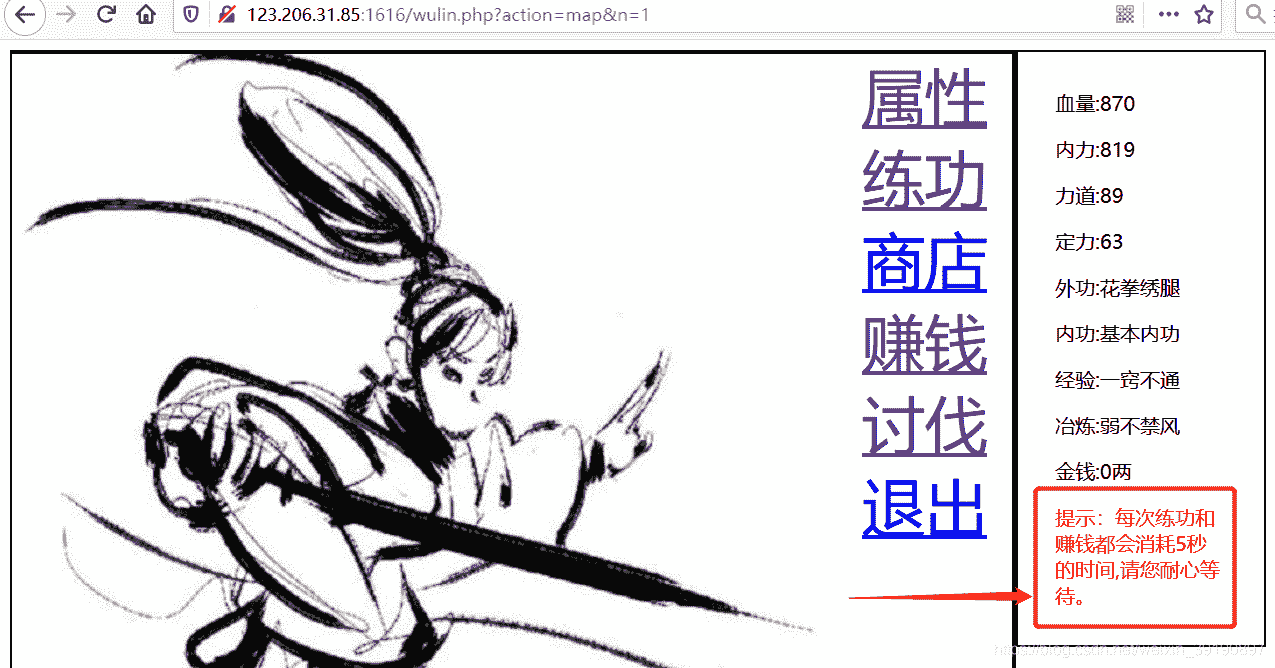 123.206.31.85:1616/wulin.php?action=map&n=1
属性
练功
商店
赚钱
讨伐
退出
血量:870
内力:819
力道:89
定力:63
外功:花拳绣腿
内功:基本内功
经验:一窍不通
冶炼:弱不禁风
金钱:0两
提示：每次练功和
赚钱都会消耗5秒
的时间,请您耐心等
待。